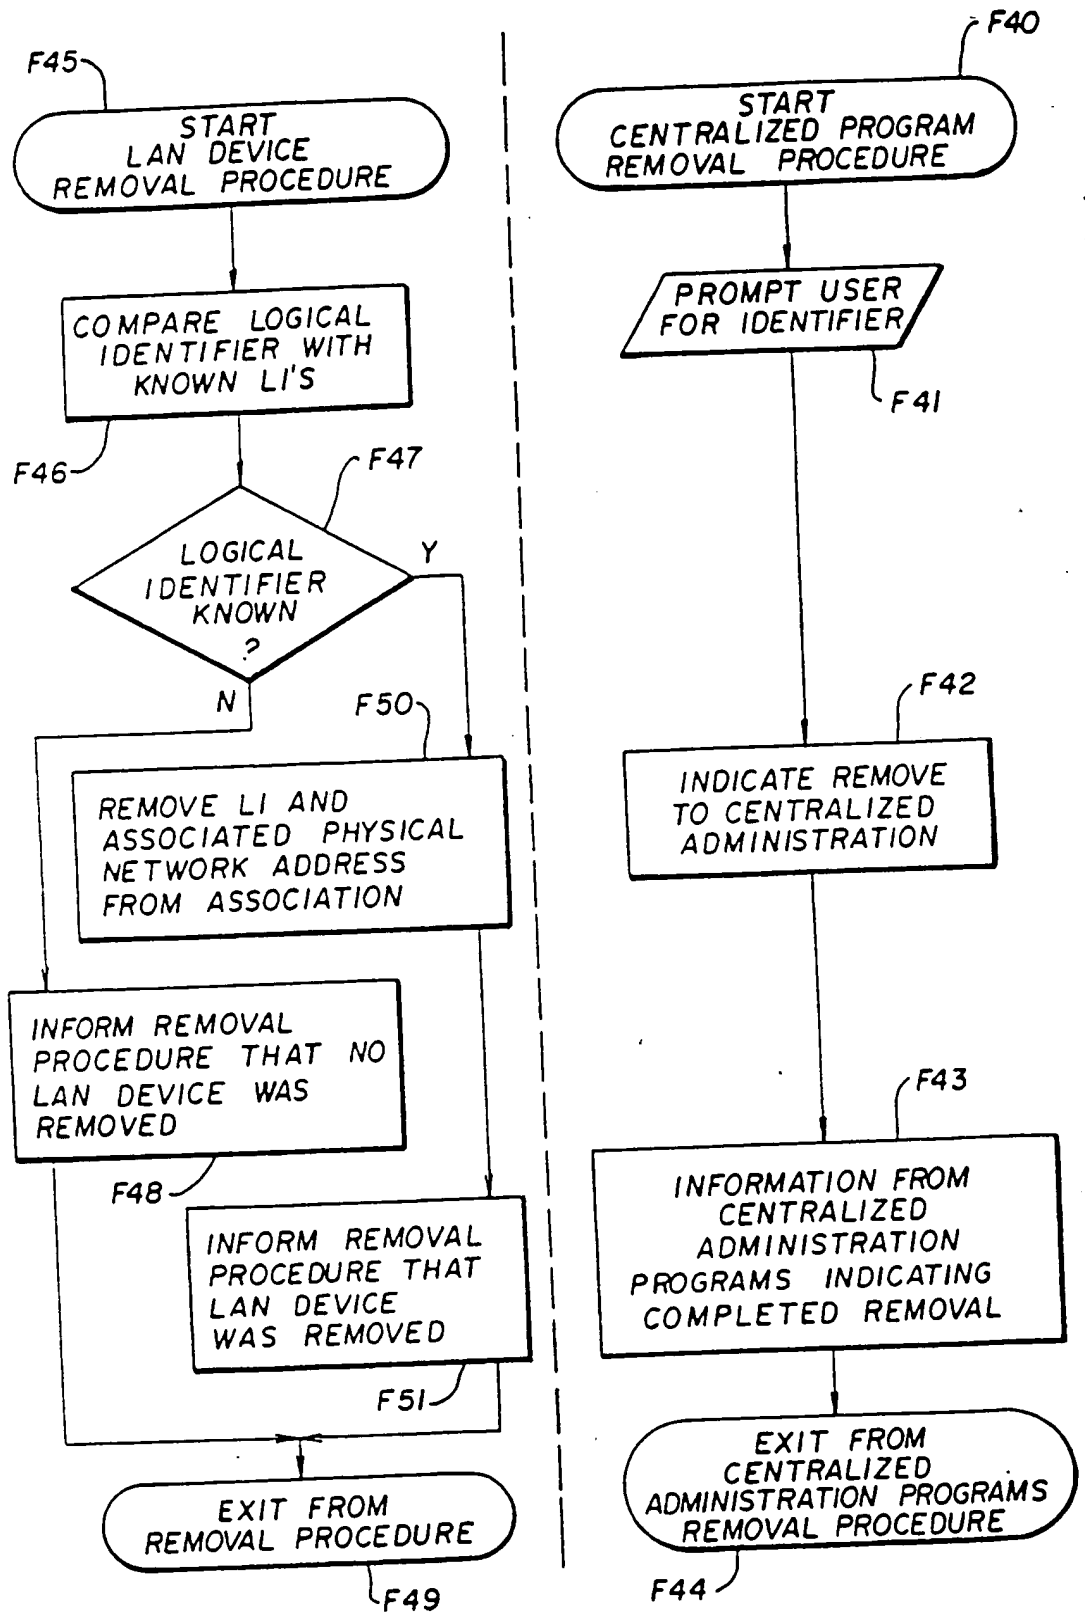 F45
START
LAN DEVICE
REMOVAL PROCEDURE
COMPARE LOGICAL
IDENTIFIER WITH
KNOWN LI'S
F46
F47
LOGICAL
IDENTIFIER
KNOWN
?
Y
N
F50
REMOVE LI AND
ASSOCIATED PHYSICAL
NETWORK ADDRESS
FROM ASSOCIATION
INFORM REMOVAL
PROCEDURE THAT NO
LAN DEVICE WAS
REMOVED
F48
INFORM REMOVAL
PROCEDURE THAT
LAN DEVICE
WAS REMOVED
F51
EXIT FROM
REMOVAL PROCEDURE
F49
F40
START
CENTRALIZED PROGRAM
REMOVAL PROCEDURE
PROMPT USER
FOR IDENTIFIER
F41
F42
INDICATE REMOVE
TO CENTRALIZED
ADMINISTRATION
F43
INFORMATION FROM
CENTRALIZED
ADMINISTRATION
PROGRAMS INDICATING
COMPLETED REMOVAL
EXIT FROM
CENTRALIZED
ADMINISTRATION PROGRAMS
REMOVAL PROCEDURE
F44